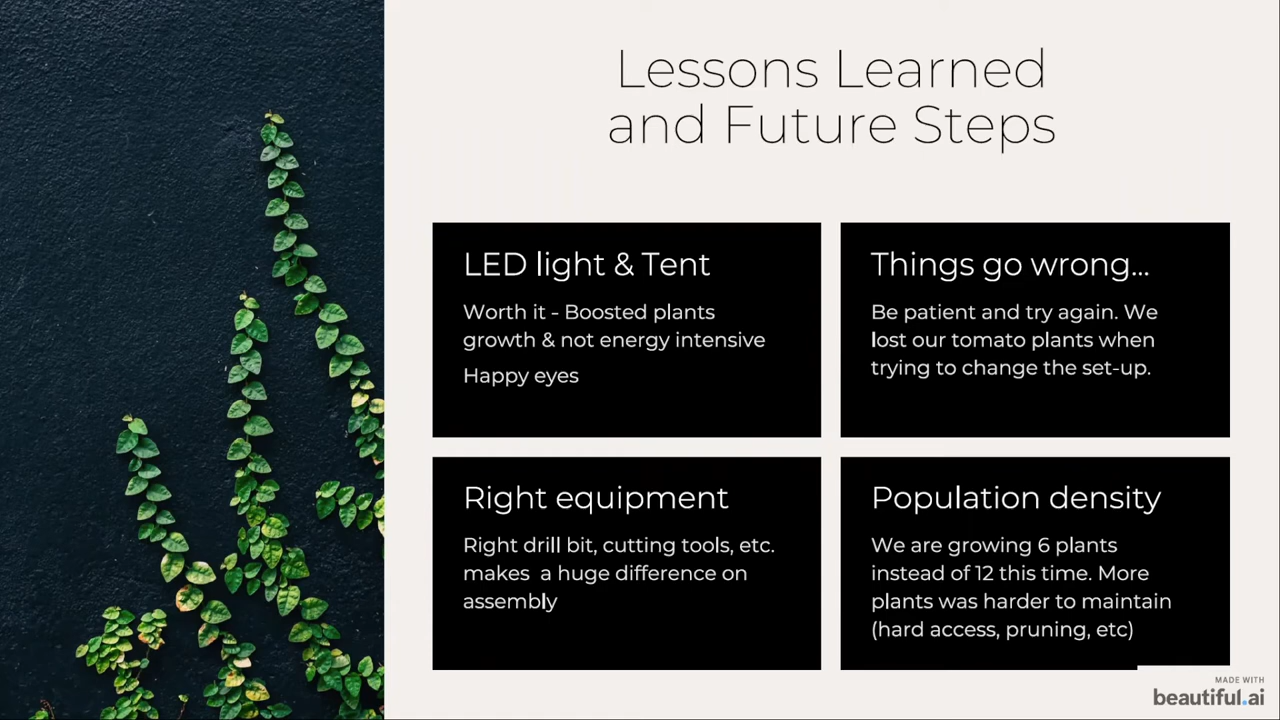 Lessons Learned
and Future Steps
LED light & Tent
Worth it - Boosted plants
growth & not energy intensive
Happy eyes
Things go wrong...
Be patient and try again. We
lost our tomato plants when
trying to change the set-up.
Right equipment
Right drill bit, cutting tools, etc.
makes  a huge difference on
assembly
Population density
We are growing 6 plants
instead of 12 this time. More
plants was harder to maintain
(hard access, pruning, etc)
MADE WITH
beautiful.ai